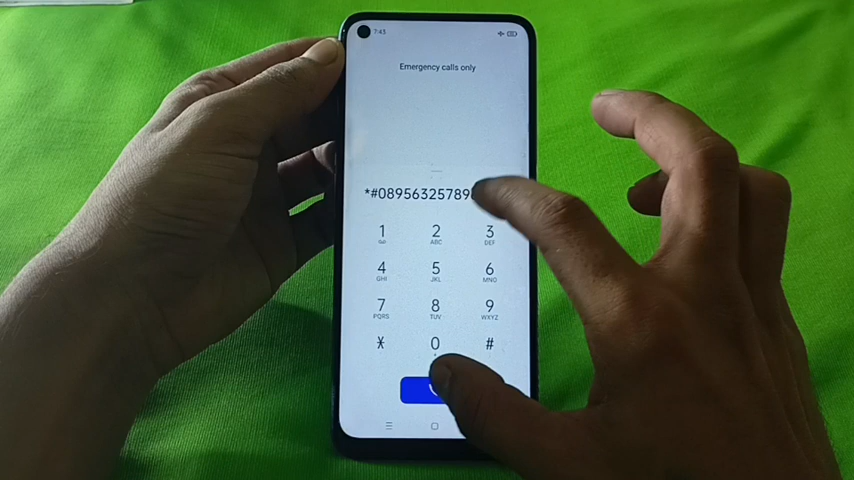 7:43
Emergency calls only
*#0895632578
1 2 3
ABC DEF
4 5 6
GHI JKL MNO
7 8 9
PQRS TUV WXYZ
* 0 #
+